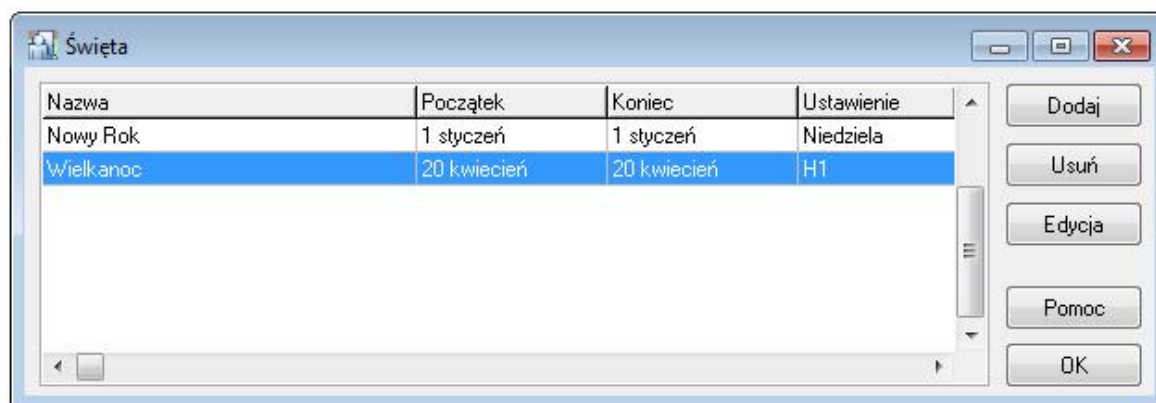 Święta
Nazwa Początek Koniec Ustawienie
Nowy Rok 1 styczeń 1 styczeń Niedziela
Wielkanoc 20 kwiecień 20 kwiecień H1
Dodaj
Usuń
Edycja
Pomoc
OK